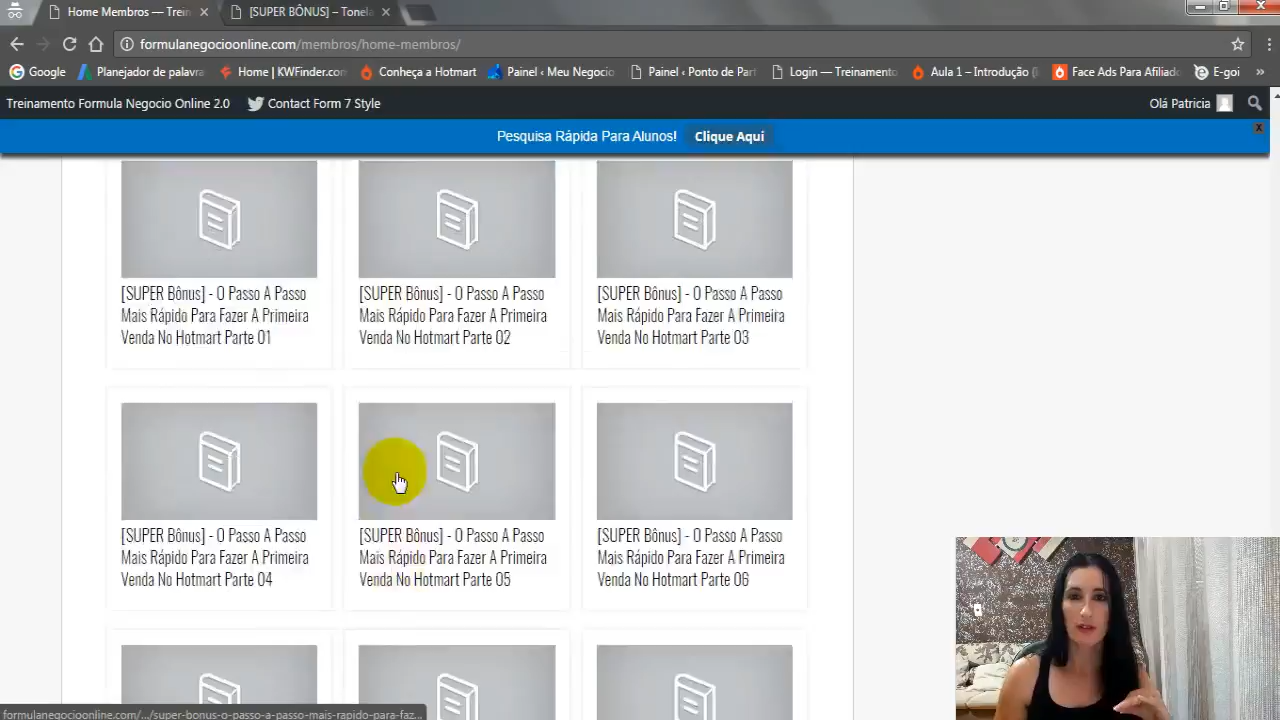 Home Membros — Trein
[SUPER BÔNUS] – Tonela
formulanegocioonline.com/membros/home-membros/
Google
Planejador de palavra
Home | KWFinder.com
Conheça a Hotmart
Painel ‹ Meu Negocio
Painel ‹ Ponto de Part
Login — Treinamento
Aula 1 – Introdução (
Face Ads Para Afiliado
E-goi
»
Treinamento Formula Negocio Online 2.0
Contact Form 7 Style
Olá Patricia
Pesquisa Rápida Para Alunos! Clique Aqui
x
[SUPER Bônus] - O Passo A Passo
Mais Rápido Para Fazer A Primeira
Venda No Hotmart Parte 01
[SUPER Bônus] - O Passo A Passo
Mais Rápido Para Fazer A Primeira
Venda No Hotmart Parte 02
[SUPER Bônus] - O Passo A Passo
Mais Rápido Para Fazer A Primeira
Venda No Hotmart Parte 03
[SUPER Bônus] - O Passo A Passo
Mais Rápido Para Fazer A Primeira
Venda No Hotmart Parte 04
[SUPER Bônus] - O Passo A Passo
Mais Rápido Para Fazer A Primeira
Venda No Hotmart Parte 05
[SUPER Bônus] - O Passo A Passo
Mais Rápido Para Fazer A Primeira
Venda No Hotmart Parte 06
formulanegocioonline.com/.../super-bonus-o-passo-a-passo-mais-rapido-para-faz...